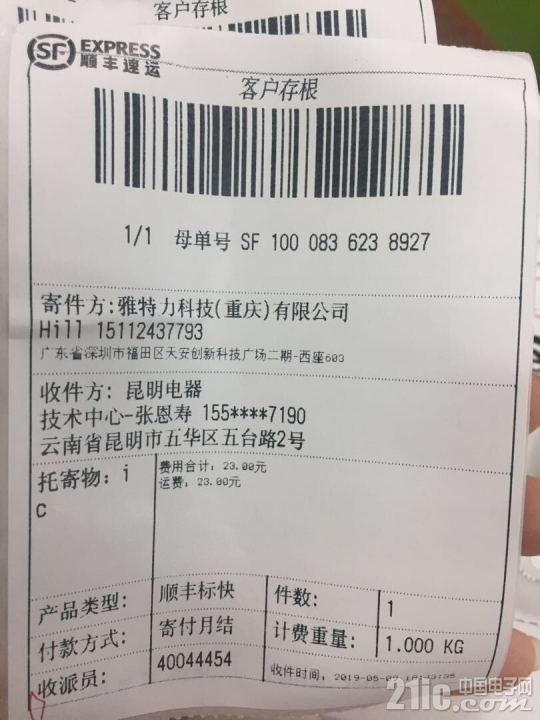 客户存根
SF EXPRESS
顺丰速运
客户存根
1/1 母单号 SF 100 083 623 8927
寄件方:雅特力科技(重庆)有限公司
Hill 15112437793
广东省深圳市福田区天安创新科技广场二期-西座603
收件方: 昆明电器
技术中心-张恩寿 155****7190
云南省昆明市五华区五台路2号
托寄物: i
C
费用合计: 23.00元
运费: 23.00元
产品类型: 顺丰标快 件数: 1
付款方式: 寄付月结 计费重量: 1.000 KG
收派员: 40044454 收件时间:
21ic 中国电子网
.com